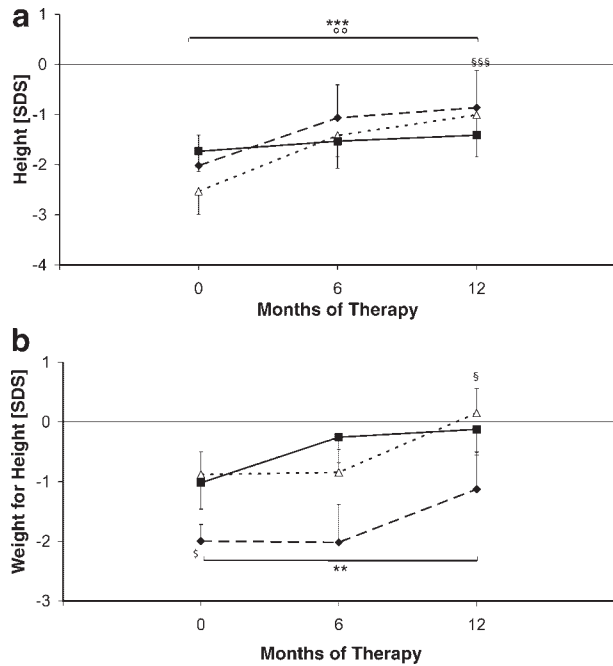 a
***
°°
1
0
§§§
-1
-2
-3
-4
Height [SDS]
0 6 12
Months of Therapy
b
1
§
0
-1
-2
$
**
-3
Weight for Height [SDS]
0 6 12
Months of Therapy